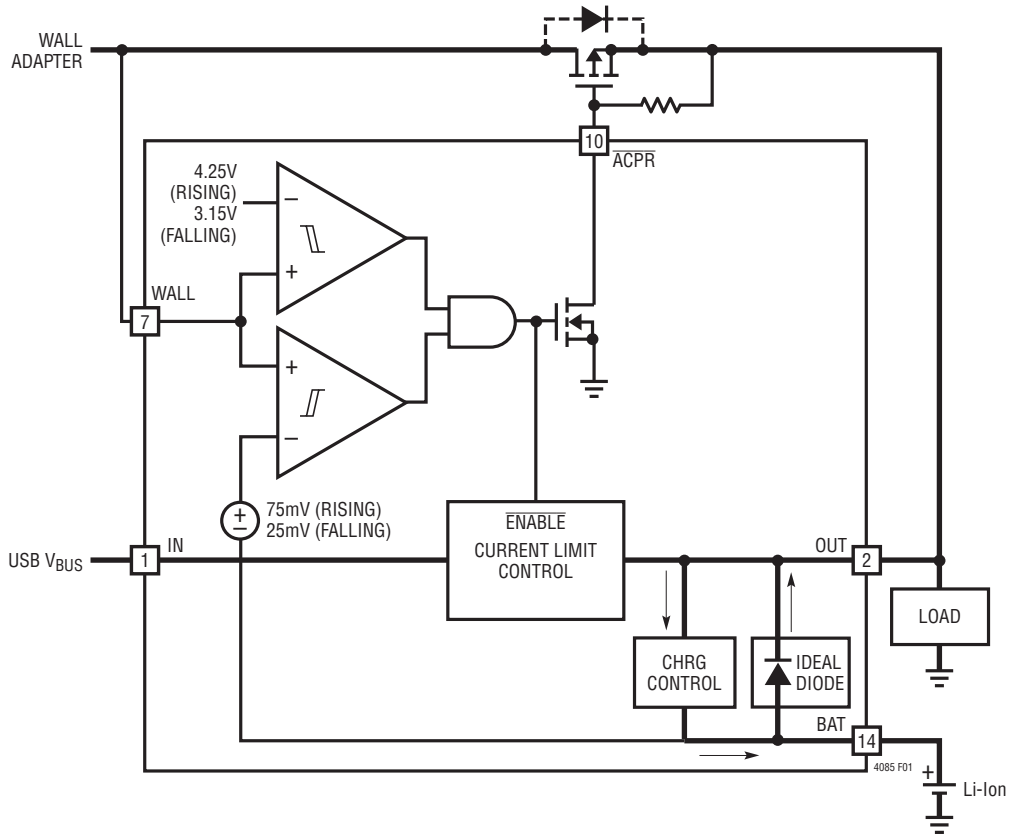 WALL
ADAPTER
10
ACPR
4.25V
(RISING)
3.15V
(FALLING)
−
+
WALL
7
+
−
+
−
75mV (RISING)
25mV (FALLING)
ENABLE
CURRENT LIMIT
CONTROL
USB VBUS
1
IN
OUT
2
LOAD
CHRG
CONTROL
IDEAL
DIODE
BAT
14
4085 F01
+
Li-Ion